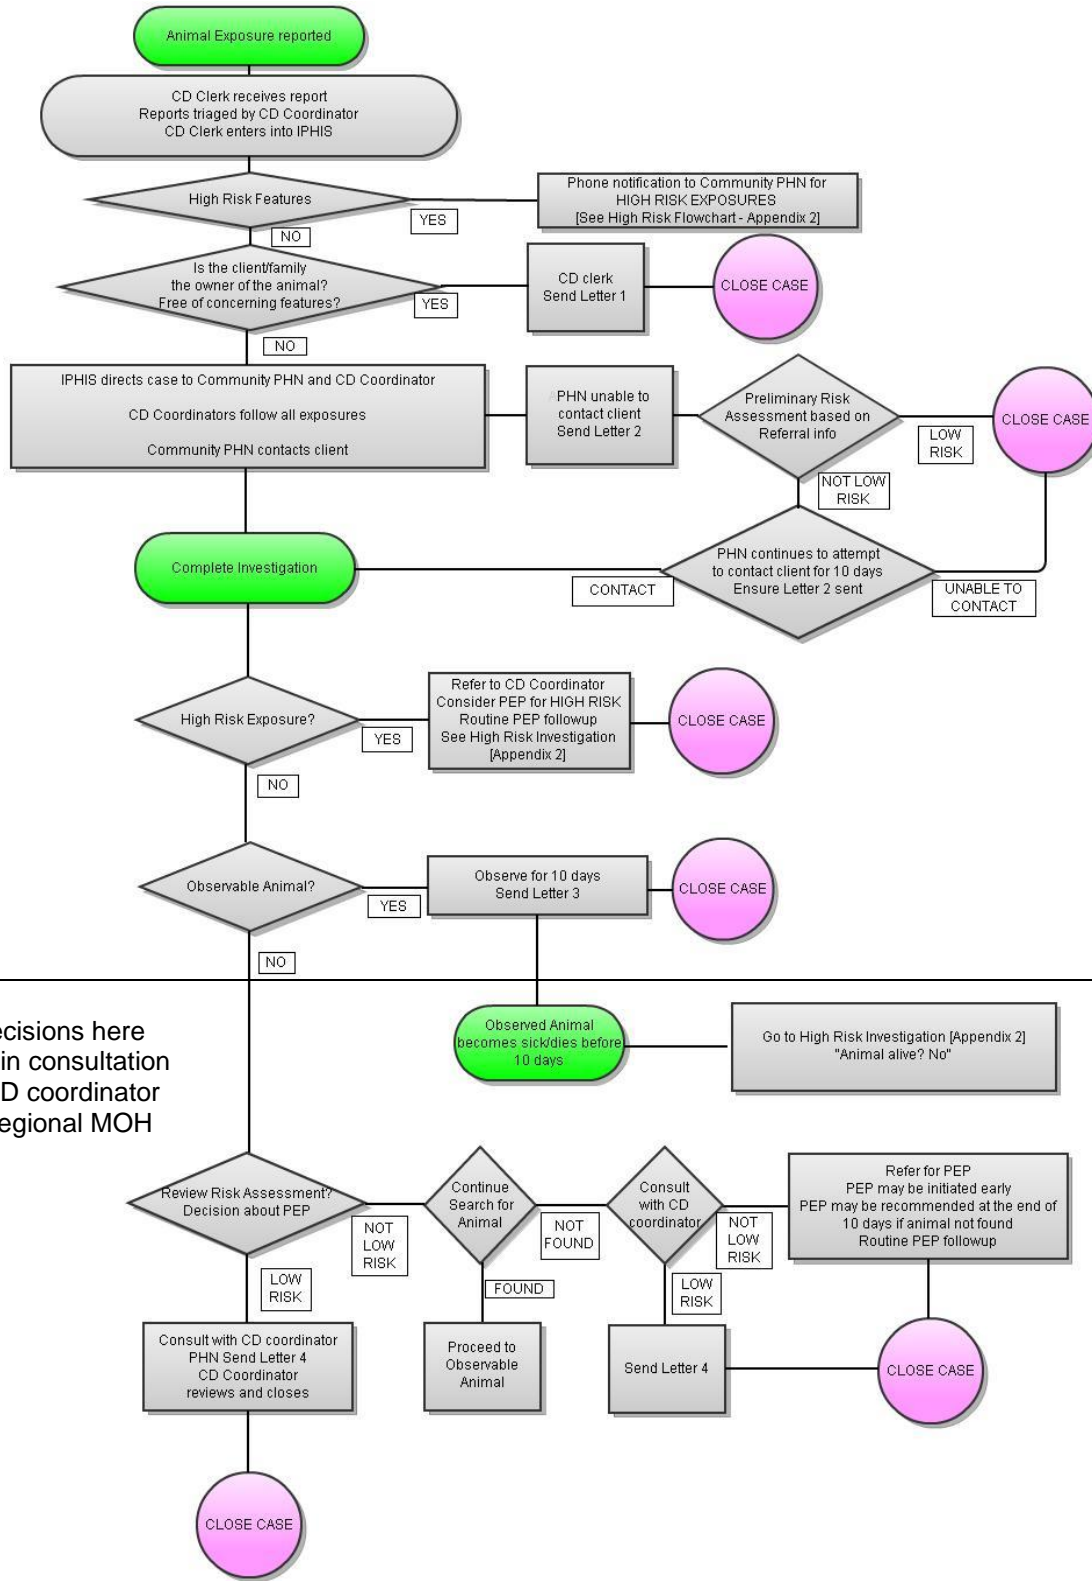 Animal Exposure reported
CD Clerk receives report
Reports triaged by CD Coordinator
CD Clerk enters into IPHIS
High Risk Features
YES
Phone notification to Community PHN for
HIGH RISK EXPOSURES
[See High Risk Flowchart - Appendix 2]
NO
Is the client/family
the owner of the animal?
Free of concerning features?
YES
CD clerk
Send Letter 1
CLOSE CASE
NO
IPHIS directs case to Community PHN and CD Coordinator
CD Coordinators follow all exposures
Community PHN contacts client
PHN unable to
contact client
Send Letter 2
Preliminary Risk
Assessment based on
Referral info
LOW
RISK
CLOSE CASE
NOT LOW
RISK
PHN continues to attempt
to contact client for 10 days
Ensure Letter 2 sent
UNABLE TO
CONTACT
CONTACT
Complete Investigation
High Risk Exposure?
YES
Refer to CD Coordinator
Consider PEP for HIGH RISK
Routine PEP followup
See High Risk Investigation
[Appendix 2]
CLOSE CASE
NO
Observable Animal?
YES
Observe for 10 days
Send Letter 3
CLOSE CASE
NO
Observed Animal
becomes sick/dies before
10 days
Go to High Risk Investigation [Appendix 2]
"Animal alive? No"
here
in consultation
coordinator
MOH
Review Risk Assessment?
Decision about PEP
NOT
LOW
RISK
Continue
Search for
Animal
NOT
FOUND
Consult
with CD
coordinator
NOT
LOW
RISK
Refer for PEP
PEP may be initiated early
PEP may be recommended at the end of
10 days if animal not found
Routine PEP followup
LOW
RISK
Consult with CD coordinator
PHN Send Letter 4
CD Coordinator
reviews and closes
FOUND
Proceed to
Observable
Animal
LOW
RISK
Send Letter 4
CLOSE CASE
CLOSE CASE